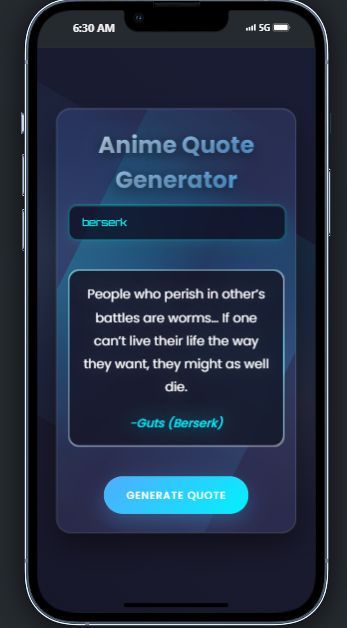 6:30 AM
5G
Anime Quote
Generator
berserk
People who perish in other's
battles are worms... If one
can't live their life the way
they want, they might as well
die.
-Guts (Berserk)
GENERATE QUOTE